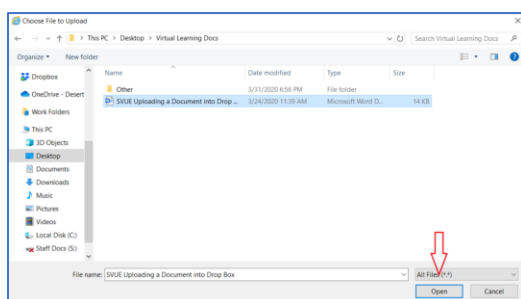 Choose File to Upload
This PC > Desktop > Virtual Learning Docs
Search Virtual Learning Docs
Organize
New folder
Name
Date modified
Type
Size
Dropbox
OneDrive - Desert
Work Folders
This PC
3D Objects
Desktop
Documents
Downloads
Music
Pictures
Videos
Local Disk (C:)
Staff Docs (S:)
Other
3/31/2020 6:56 PM
File folder
SVUE Uploading a Document into Drop ...
3/24/2020 11:39 AM
Microsoft Word D...
14 KB
File name:
SVUE Uploading a Document into Drop Box
All Files (*.*)
Open
Cancel